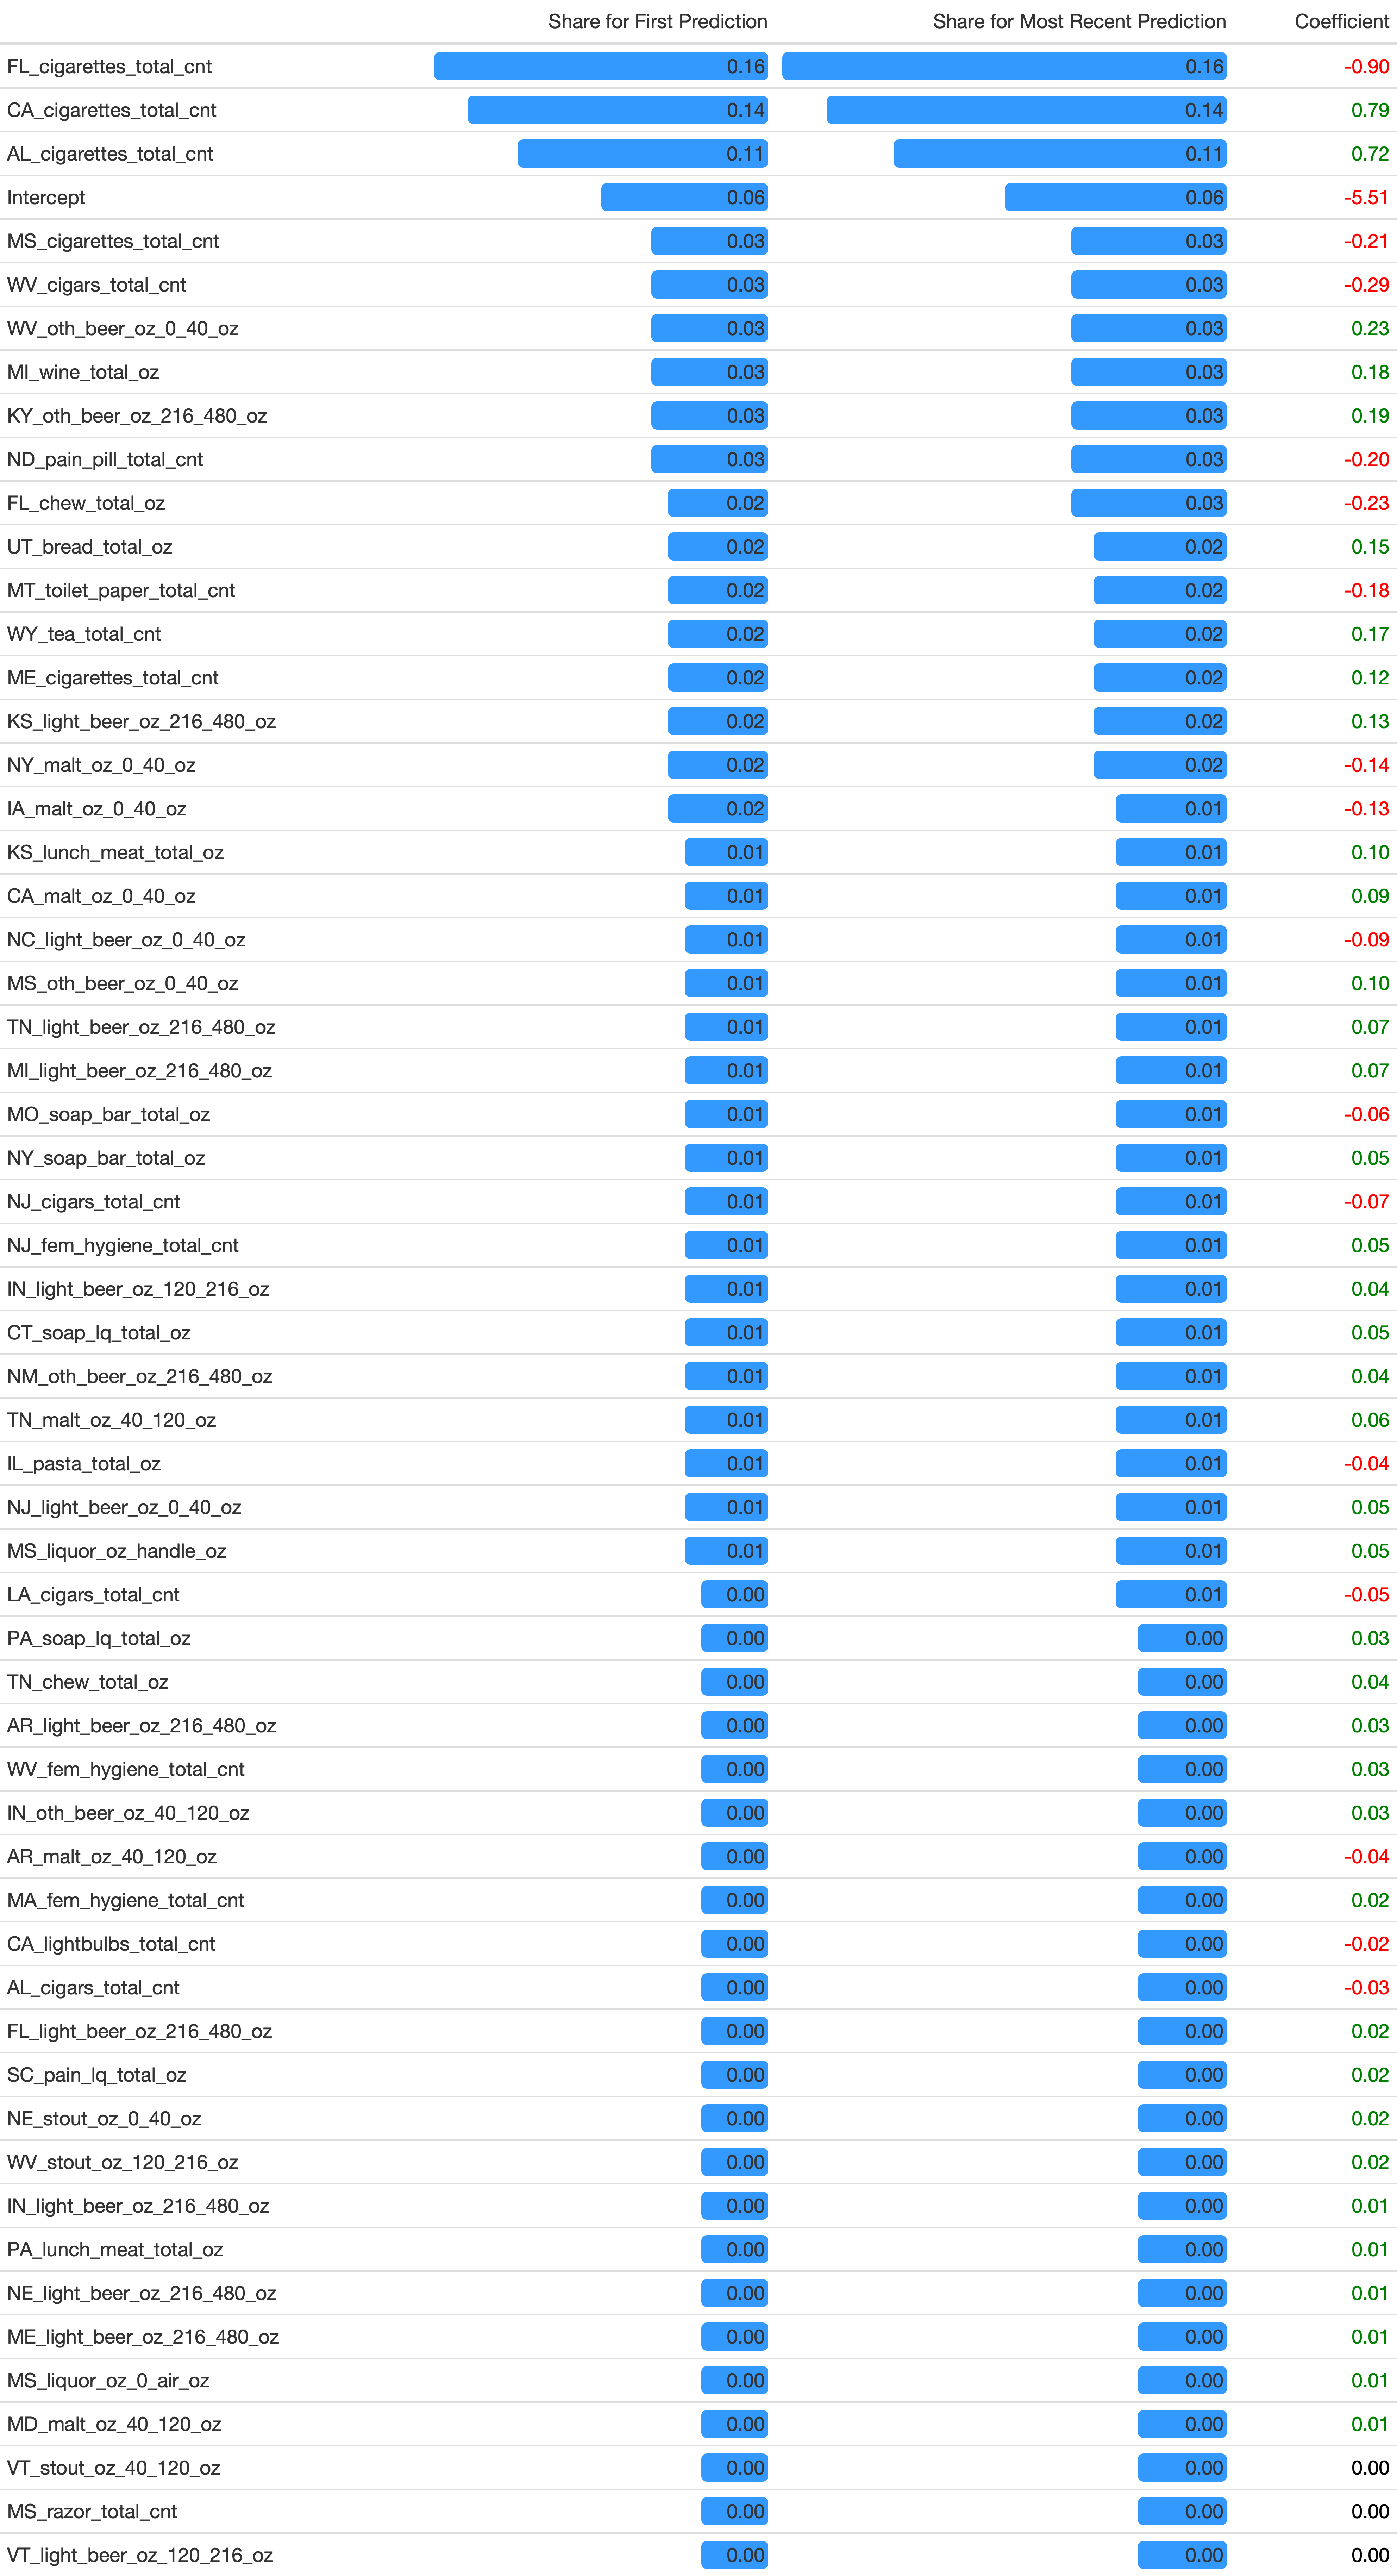 Share for First Prediction Share for Most Recent Prediction Coefficient
FL_cigarettes_total_cnt 0.16 0.16 -0.90
CA_cigarettes_total_cnt 0.14 0.14 0.79
AL_cigarettes_total_cnt 0.11 0.11 0.72
Intercept 0.06 0.06 -5.51
MS_cigarettes_total_cnt 0.03 0.03 -0.21
WV_cigars_total_cnt 0.03 0.03 -0.29
WV_oth_beer_oz_0_40_oz 0.03 0.03 0.23
MI_wine_total_oz 0.03 0.03 0.18
KY_oth_beer_oz_216_480_oz 0.03 0.03 0.19
ND_pain_pill_total_cnt 0.03 0.03 -0.20
FL_chew_total_oz 0.02 0.03 -0.23
UT_bread_total_oz 0.02 0.02 0.15
MT_toilet_paper_total_cnt 0.02 0.02 -0.18
WY_tea_total_cnt 0.02 0.02 0.17
ME_cigarettes_total_cnt 0.02 0.02 0.12
KS_light_beer_oz_216_480_oz 0.02 0.02 0.13
NY_malt_oz_0_40_oz 0.02 0.02 -0.14
IA_malt_oz_0_40_oz 0.02 0.01 -0.13
KS_lunch_meat_total_oz 0.01 0.01 0.10
CA_malt_oz_0_40_oz 0.01 0.01 0.09
NC_light_beer_oz_0_40_oz 0.01 0.01 -0.09
MS_oth_beer_oz_0_40_oz 0.01 0.01 0.10
TN_light_beer_oz_216_480_oz 0.01 0.01 0.07
MI_light_beer_oz_216_480_oz 0.01 0.01 0.07
MO_soap_bar_total_oz 0.01 0.01 -0.06
NY_soap_bar_total_oz 0.01 0.01 0.05
NJ_cigars_total_cnt 0.01 0.01 -0.07
NJ_fem_hygiene_total_cnt 0.01 0.01 0.05
IN_light_beer_oz_120_216_oz 0.01 0.01 0.04
CT_soap_lq_total_oz 0.01 0.01 0.05
NM_oth_beer_oz_216_480_oz 0.01 0.01 0.04
TN_malt_oz_40_120_oz 0.01 0.01 0.06
IL_pasta_total_oz 0.01 0.01 -0.04
NJ_light_beer_oz_0_40_oz 0.01 0.01 0.05
MS_liquor_oz_handle_oz 0.01 0.01 0.05
LA_cigars_total_cnt 0.00 0.01 -0.05
PA_soap_lq_total_oz 0.00 0.00 0.03
TN_chew_total_oz 0.00 0.00 0.04
AR_light_beer_oz_216_480_oz 0.00 0.00 0.03
WV_fem_hygiene_total_cnt 0.00 0.00 0.03
IN_oth_beer_oz_40_120_oz 0.00 0.00 0.03
AR_malt_oz_40_120_oz 0.00 0.00 -0.04
MA_fem_hygiene_total_cnt 0.00 0.00 0.02
CA_lightbulbs_total_cnt 0.00 0.00 -0.02
AL_cigars_total_cnt 0.00 0.00 -0.03
FL_light_beer_oz_216_480_oz 0.00 0.00 0.02
SC_pain_lq_total_oz 0.00 0.00 0.02
NE_stout_oz_0_40_oz 0.00 0.00 0.02
WV_stout_oz_120_216_oz 0.00 0.00 0.02
IN_light_beer_oz_216_480_oz 0.00 0.00 0.01
PA_lunch_meat_total_oz 0.00 0.00 0.01
NE_light_beer_oz_216_480_oz 0.00 0.00 0.01
ME_light_beer_oz_216_480_oz 0.00 0.00 0.01
MS_liquor_oz_0_air_oz 0.00 0.00 0.01
MD_malt_oz_40_120_oz 0.00 0.00 0.01
VT_stout_oz_40_120_oz 0.00 0.00 0.00
MS_razor_total_cnt 0.00 0.00 0.00
VT_light_beer_oz_120_216_oz 0.00 0.00 0.00